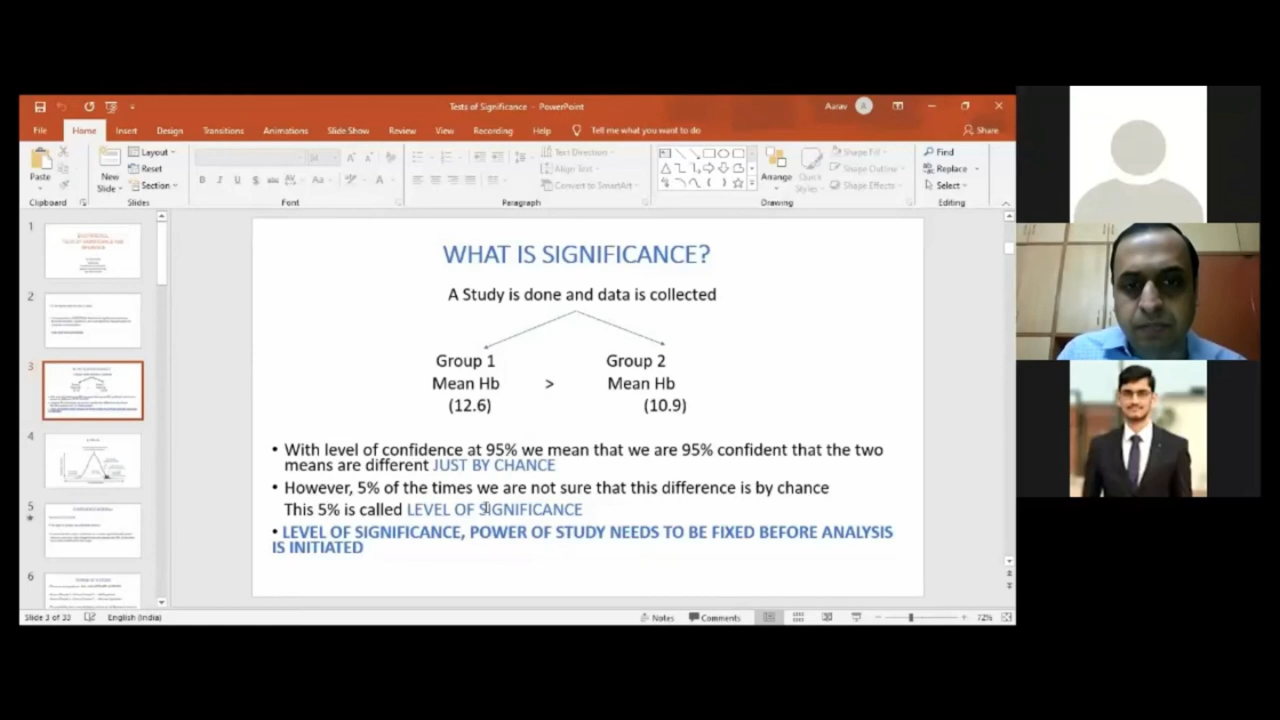 Tests of Significance - PowerPoint
Aarav
A
File Home Insert Design Transitions Animations Slide Show Review View Recording Help Tell me what you want to do
Share
Paste
New
Slide
Layout
Reset
Section
Text Direction
Align Text
Convert to SmartArt
Arrange
Quick
Styles
Shape Fill
Shape Outline
Shape Effects
Find
Replace
Select
Clipboard Slides Font Paragraph Drawing Editing
1
2
3
4
5
6
WHAT IS SIGNIFICANCE?
A Study is done and data is collected
Group 1 Group 2
Mean Hb > Mean Hb
(12.6) (10.9)
• With level of confidence at 95% we mean that we are 95% confident that the two
means are different JUST BY CHANCE
• However, 5% of the times we are not sure that this difference is by chance
This 5% is called LEVEL OF SIGNIFICANCE
• LEVEL OF SIGNIFICANCE, POWER OF STUDY NEEDS TO BE FIXED BEFORE ANALYSIS
IS INITIATED
Slide 3 of 33 English (India)
Notes Comments 72%